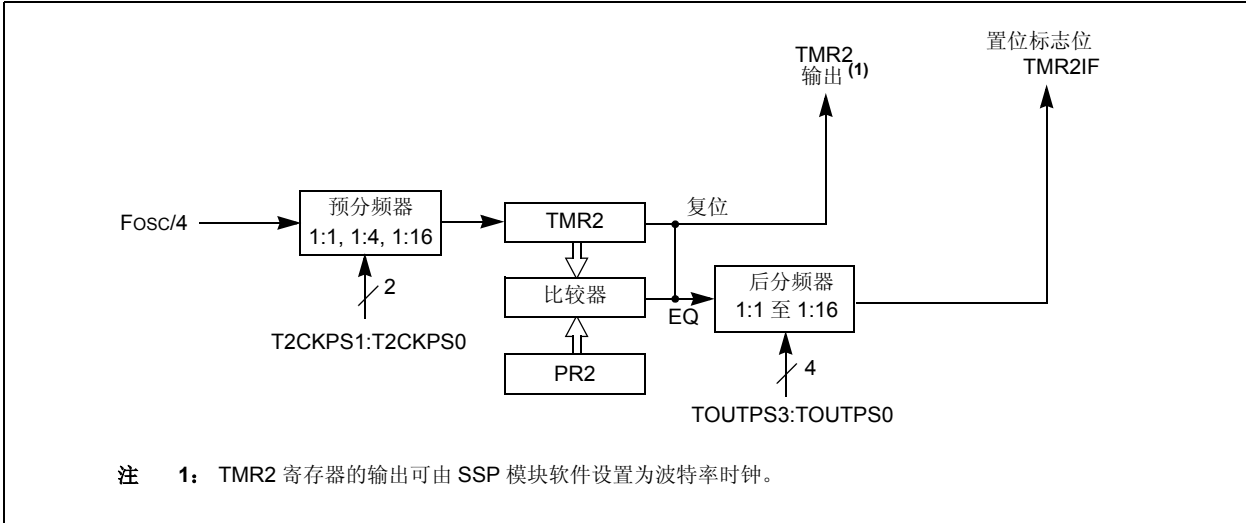 TMR2
输出 (1)
置位标志位
TMR2IF
FOSC/4
预分频器
1:1, 1:4, 1:16
TMR2
复位
2
比较器
EQ
后分频器
1:1 至 1:16
T2CKPS1:T2CKPS0
PR2
4
TOUTPS3:TOUTPS0
注 1： TMR2 寄存器的输出可由 SSP 模块软件设置为波特率时钟。